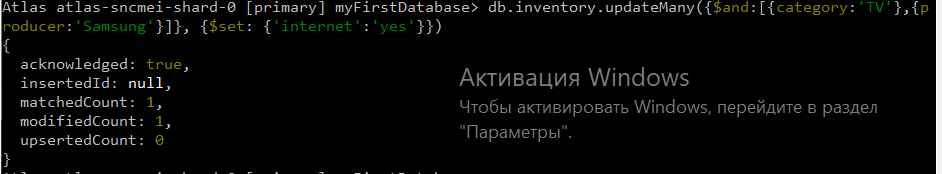 Atlas atlas-sncmei-shard-0 [primary] myFirstDatabase> db.inventory.updateMany({$and:[{category:'TV'},{p
roducer:'Samsung'}]}, {$set: {'internet':'yes'}})
{
  acknowledged: true,
  insertedId: null,
  matchedCount: 1,
  modifiedCount: 1,
  upsertedCount: 0
}
Активация Windows
Чтобы активировать Windows, перейдите в раздел
"Параметры".